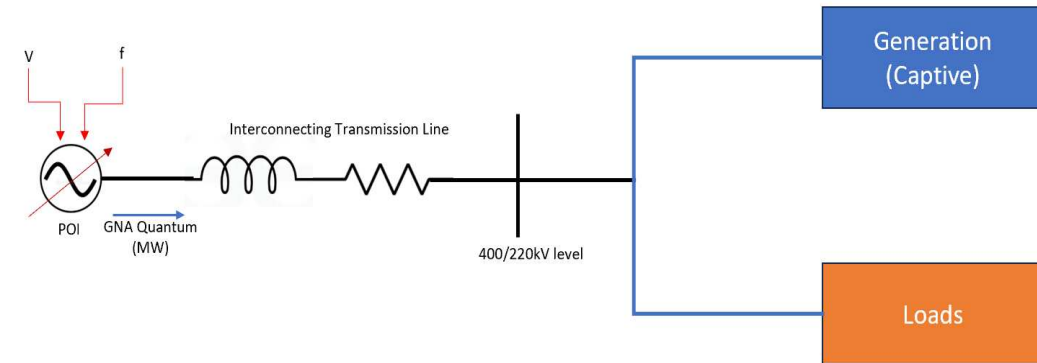 V
f
Interconnecting Transmission Line
POI
GNA Quantum
(MW)
400/220kV level
Generation
(Captive)
Loads